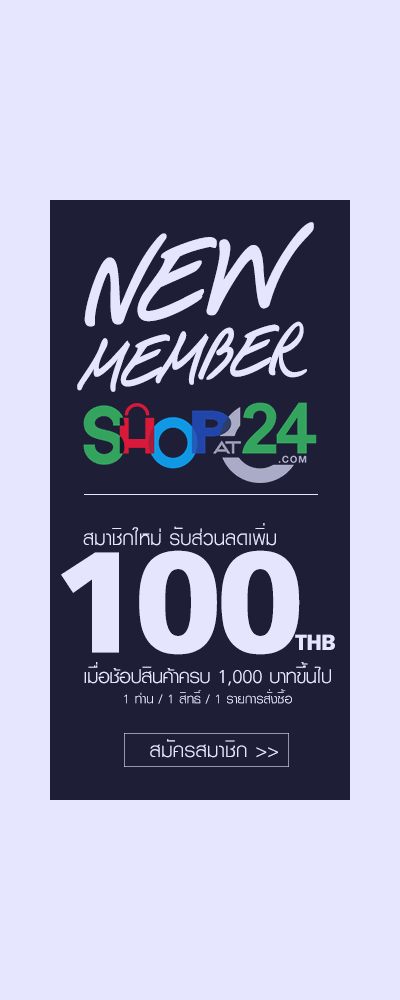 NEW
MEMBER
SHOP AT 24
.COM
สมาชิกใหม่ รับส่วนลดเพิ่ม
100 THB
เมื่อช้อปสินค้าครบ 1,000 บาทขึ้นไป
1 ท่าน / 1 สิทธิ์ / 1 รายการสั่งซื้อ
สมัครสมาชิก >>